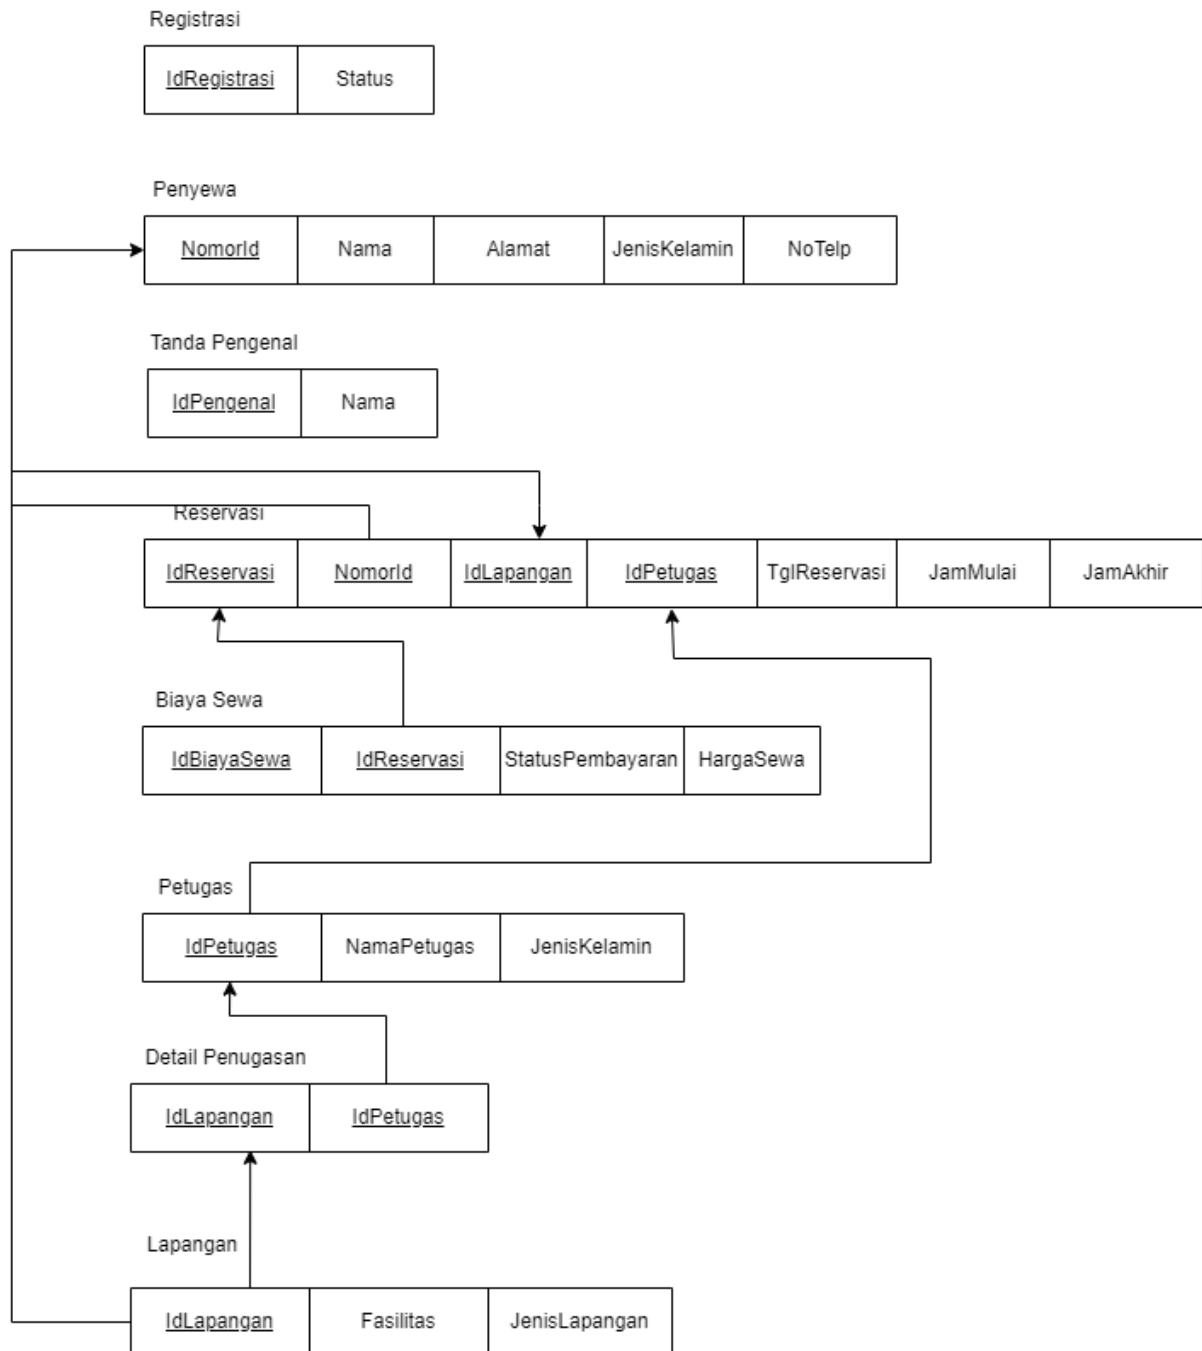 Registrasi
IdRegistrasi Status
Penyewa
NomorId Nama Alamat JenisKelamin NoTelp
Tanda Pengenal
IdPengenal Nama
Reservasi
IdReservasi NomorId IdLapangan IdPetugas TglReservasi JamMulai JamAkhir
Biaya Sewa
IdBiayaSewa IdReservasi StatusPembayaran HargaSewa
Petugas
IdPetugas NamaPetugas JenisKelamin
Detail Penugasan
IdLapangan IdPetugas
Lapangan
IdLapangan Fasilitas JenisLapangan